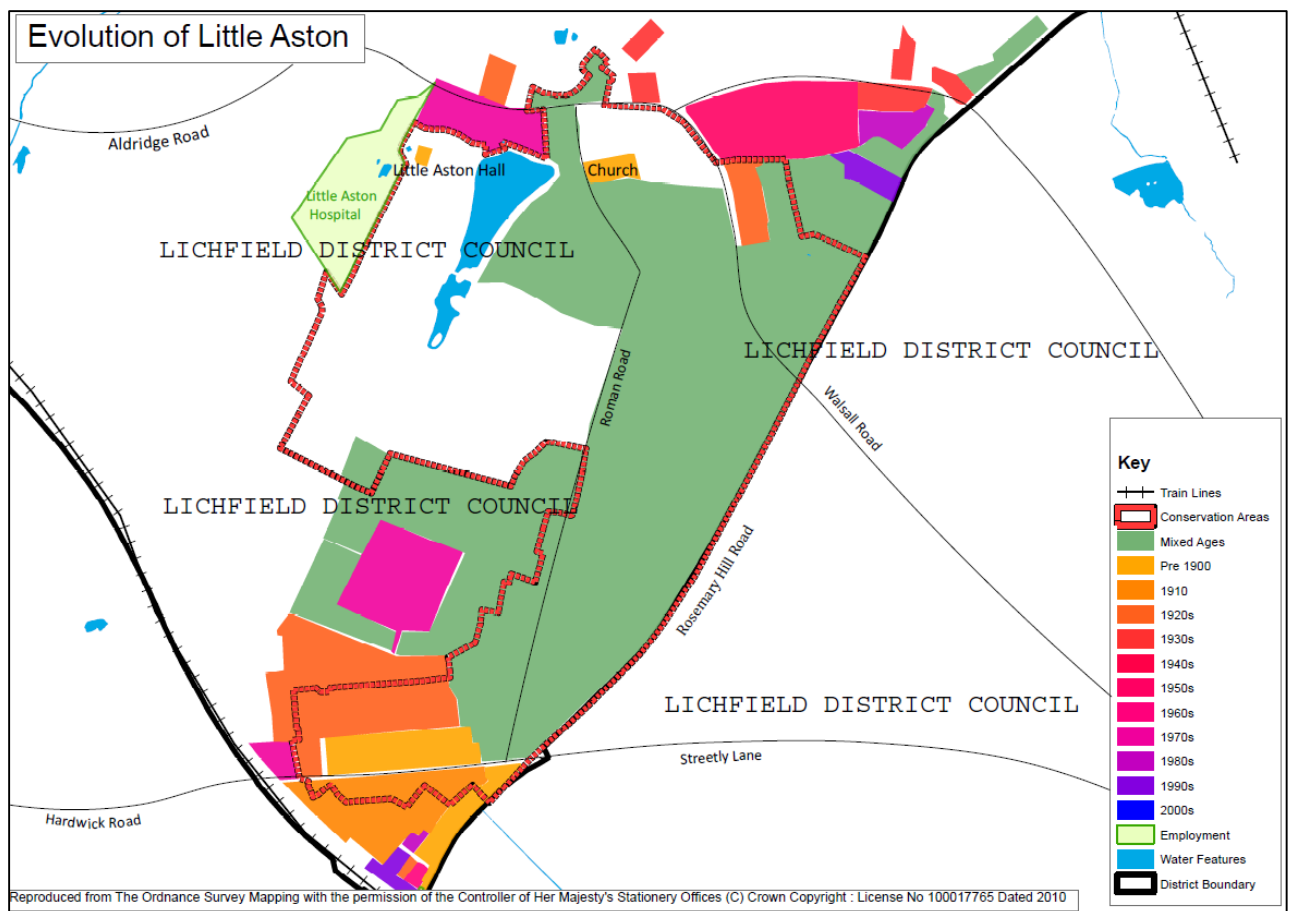 Evolution of Little Aston
Aldridge Road
Little Aston Hall
Church
Little Aston
Hospital
LICHFIELD DISTRICT COUNCIL
LICHFIELD DISTRICT COUNCIL
Roman Road
Walsall Road
LICHFIELD DISTRICT COUNCIL
Rosemary Hill Road
LICHFIELD DISTRICT COUNCIL
Streetly Lane
Hardwick Road
Key
Train Lines
Conservation Areas
Mixed Ages
Pre 1900
1910
1920s
1930s
1940s
1950s
1960s
1970s
1980s
1990s
2000s
Employment
Water Features
District Boundary
Reproduced from The Ordnance Survey Mapping with the permission of the Controller of Her Majesty's Stationery Offices (C) Crown Copyright : License No 100017765 Dated 2010